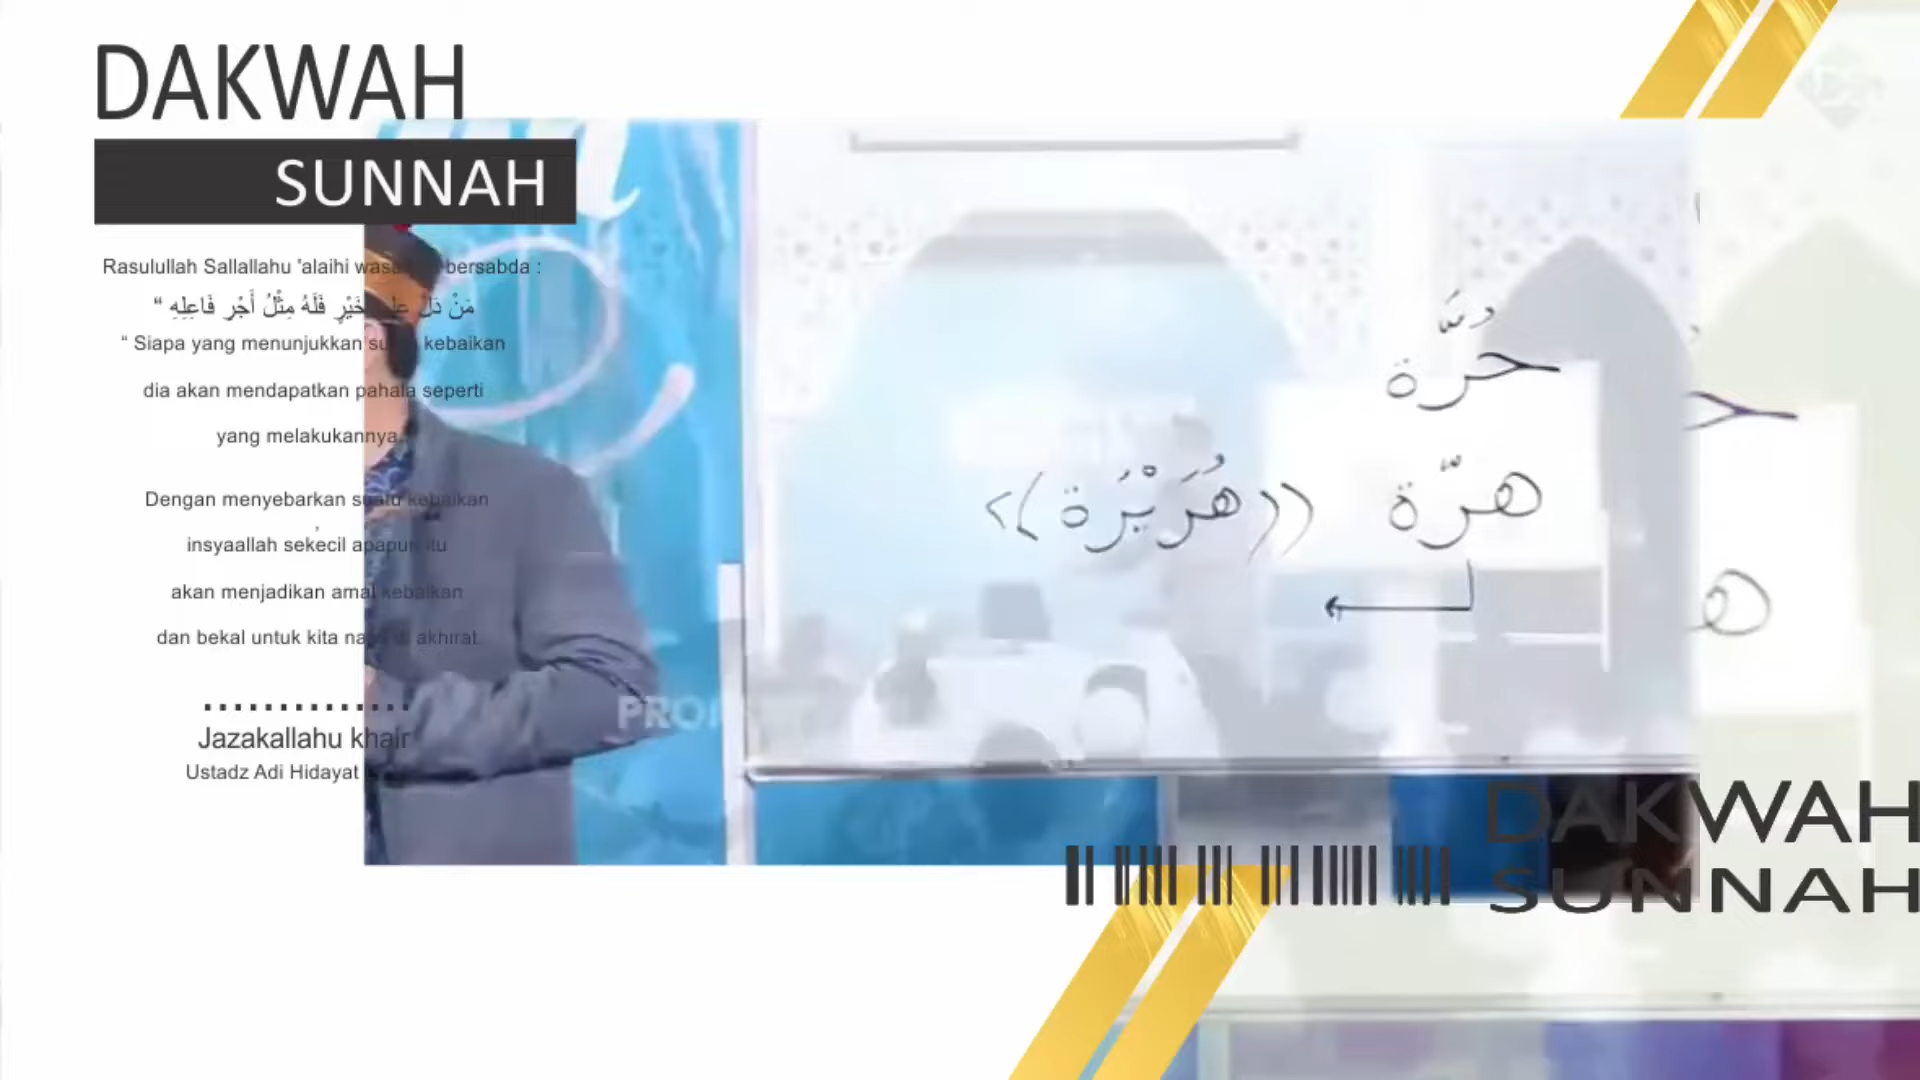 DAKWAH
SUNNAH
Rasulullah Sallallahu 'alaihi bersabda :
“ مَنْ دَلَّ خَيْرٍ فَلَهُ مِثْلُ أَجْرِ فَاعِلِهِ
“ Siapa yang menunjukkan kebaikan
dia akan mendapatkan pahala seperti
yang melakukannya
Dengan menyebarkan suatu kebaikan
insyaallah sekecil apapun itu
akan menjadikan amal kebaikan
dan bekal untuk kita akhirat.
Jazakallahu khair
Ustadz Adi Hidayat
حرّة
هرّة ((هُرَيْرَة))
DAKWAH
SUNNAH